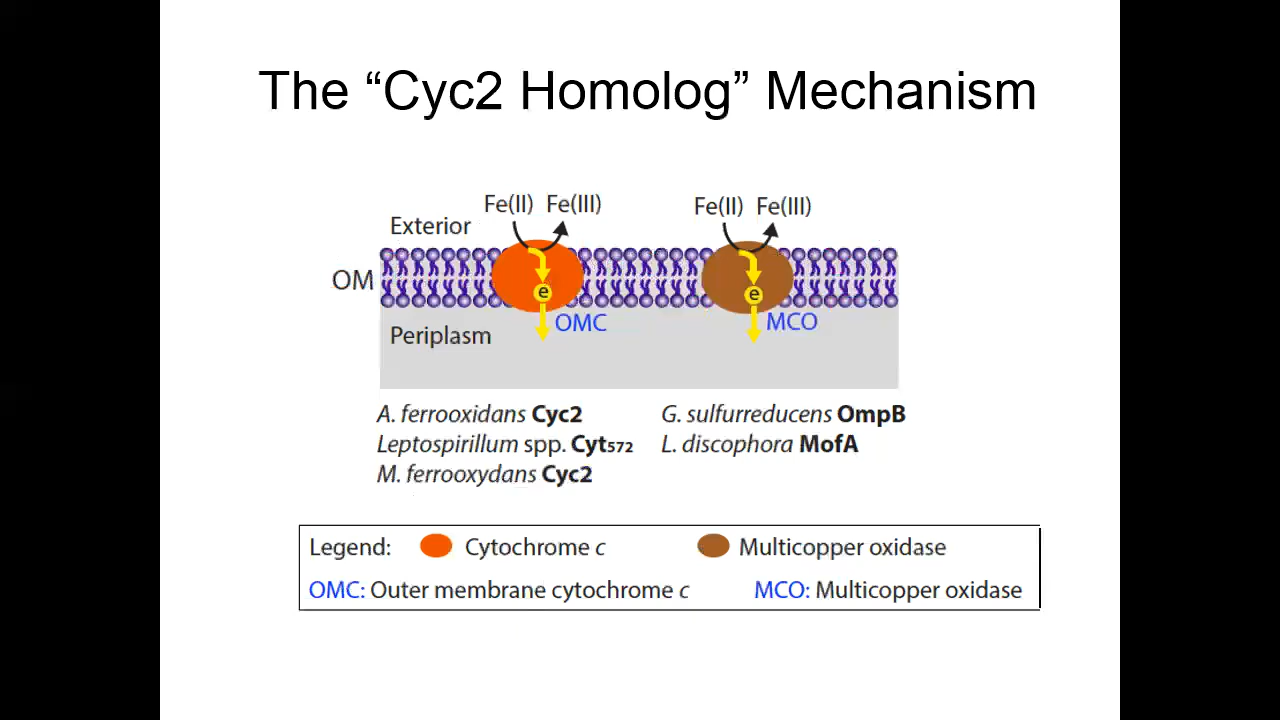 The “Cyc2 Homolog” Mechanism
Fe(II) Fe(III)
Fe(II) Fe(III)
Exterior
OM
e
e
OMC
MCO
Periplasm
A. ferrooxidans Cyc2
Leptospirillum spp. Cyt572
M. ferrooxydans Cyc2
G. sulfurreducens OmpB
L. discophora MofA
Legend: Cytochrome c Multicopper oxidase
OMC: Outer membrane cytochrome c MCO: Multicopper oxidase